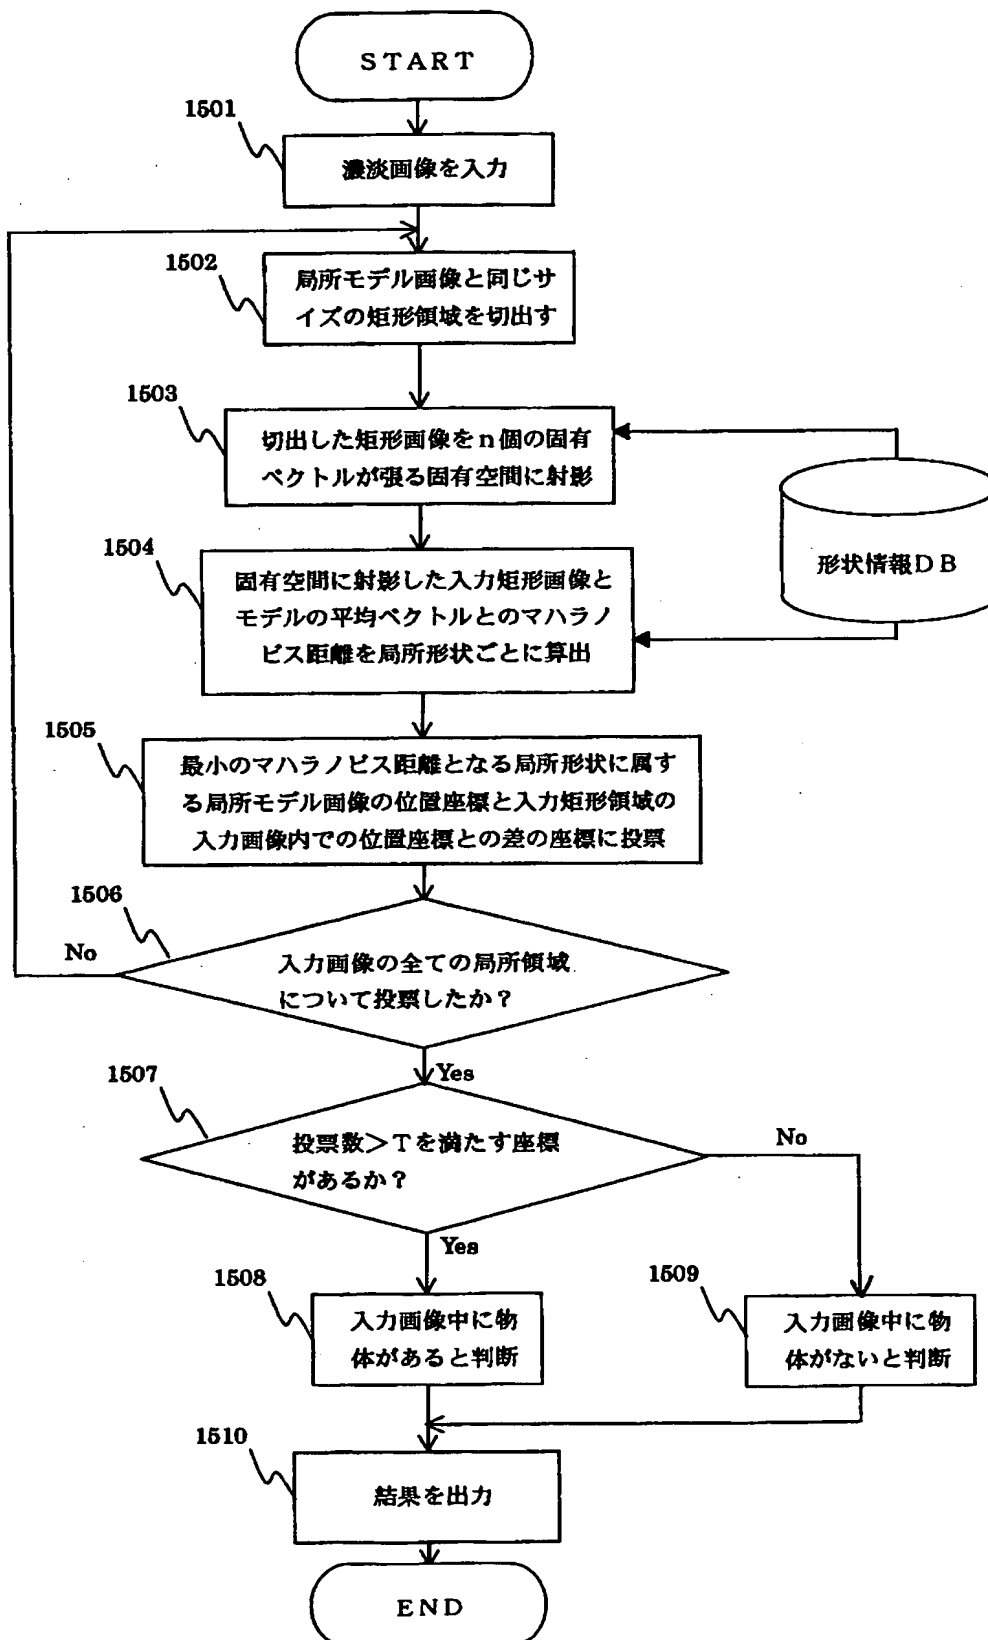 START
1501
濃淡画像を入力
1502
局所モデル画像と同じサ
イズの矩形領域を切出す
1503
切出した矩形画像をn個の固有
ベクトルが張る固有空間に射影
1504
固有空間に射影した入力矩形画像と
モデルの平均ベクトルとのマハラノ
ビス距離を局所形状ごとに算出
形状情報DB
1505
最小のマハラノビス距離となる局所形状に属す
る局所モデル画像の位置座標と入力矩形領域の
入力画像内での位置座標との差の座標に投票
1506
No
入力画像の全ての局所領域
について投票したか？
Yes
1507
投票数＞Tを満たす座標
があるか？
No
Yes
1508
入力画像中に物
体があると判断
1509
入力画像中に物
体がないと判断
1510
結果を出力
END